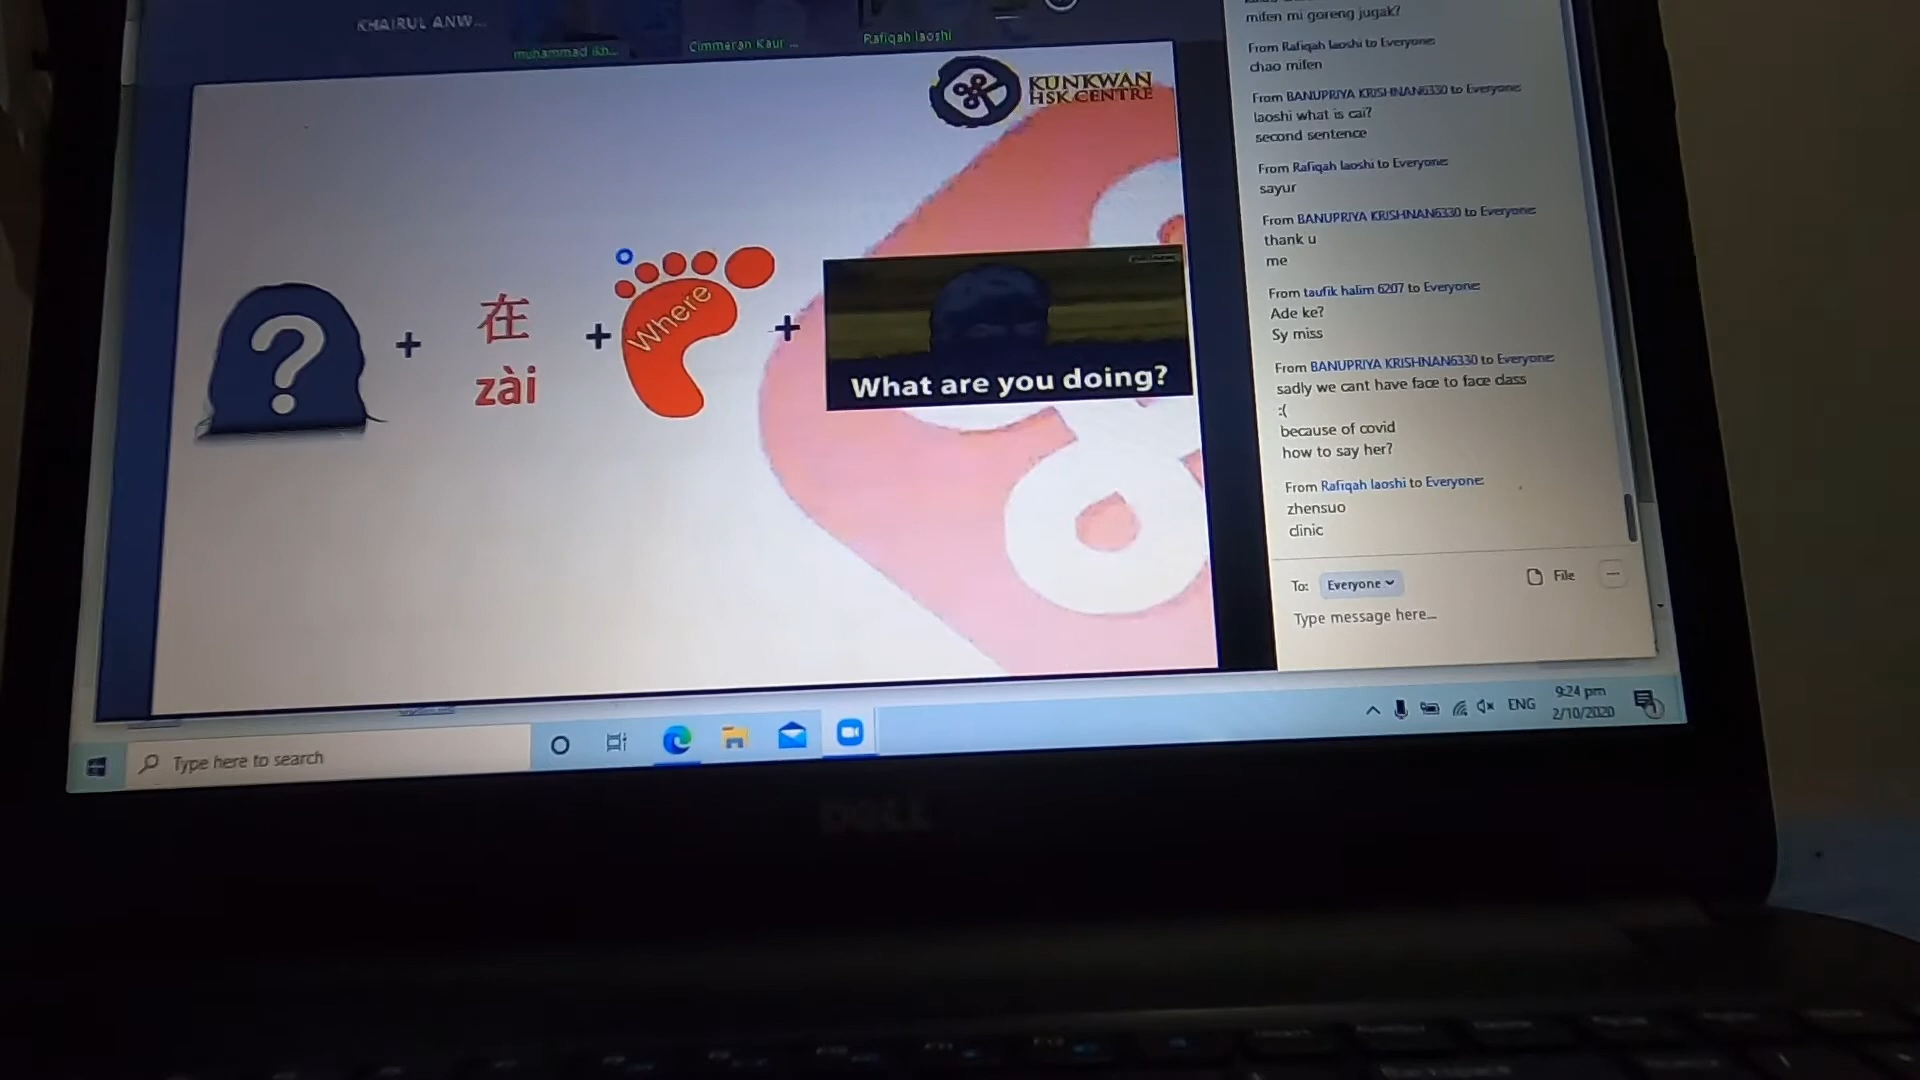 KHAIRUL ANW...
muhammad ikh...
Cimmeran Kaur ...
Rafiqah laoshi
KUNKWAN
HSK CENTRE
?
+
在
zài
+
Where
+
What are you doing?
mifen mi goreng jugak?
From Rafiqah laoshi to Everyone:
chao mifen
From BANUPRIYA KRISHNAN6330 to Everyone:
laoshi what is cai?
second sentence
From Rafiqah laoshi to Everyone:
sayur
From BANUPRIYA KRISHNAN6330 to Everyone:
thank u
me
From taufik halim 6207 to Everyone:
Ade ke?
Sy miss
From BANUPRIYA KRISHNAN6330 to Everyone:
sadly we cant have face to face class
:(
because of covid
how to say her?
From Rafiqah laoshi to Everyone:
zhensuo
clinic
To: Everyone File
Type message here...
Type here to search
ENG
9:24 pm
2/10/2020
DELL